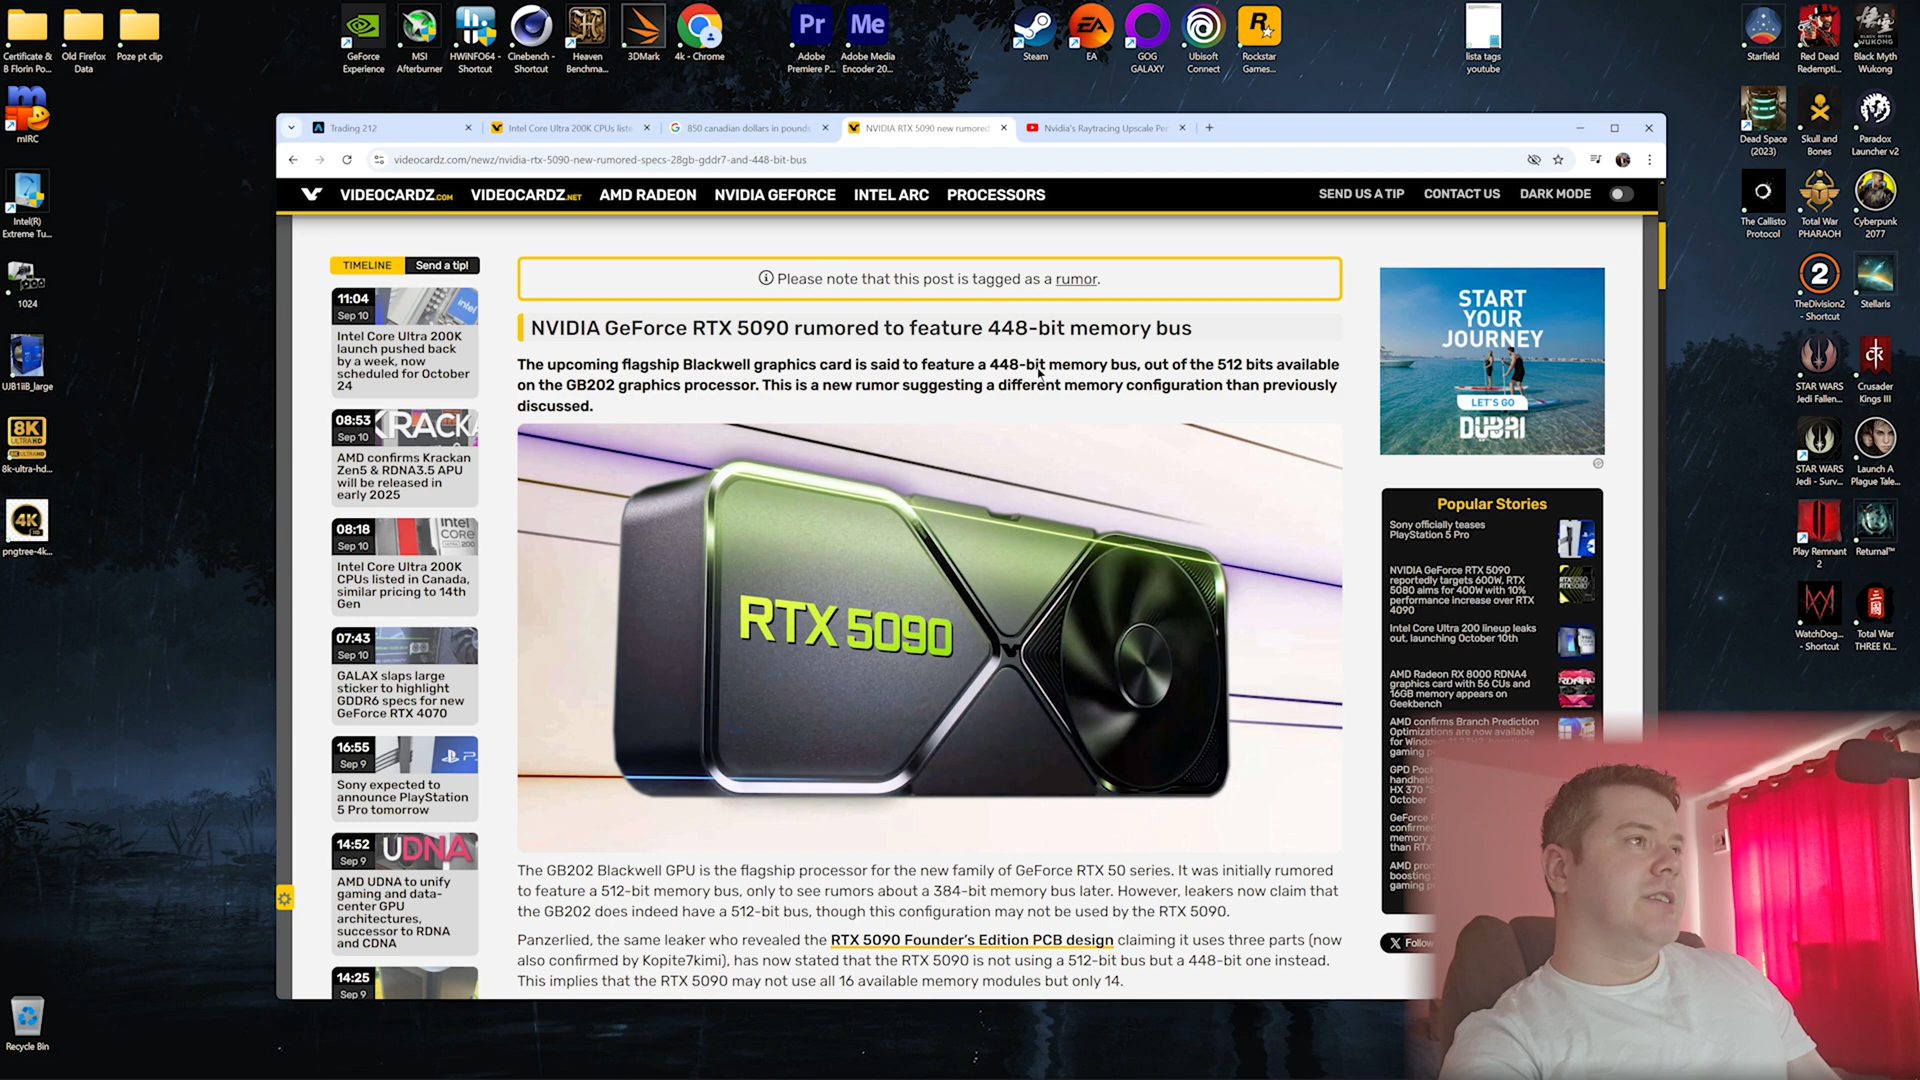 Certificate &
B Florin Po...
Old Firefox
Data
Poze pt clip
GeForce
Experience
MSI
Afterburner
HWiNFO64 -
Shortcut
Cinebench -
Shortcut
Heaven
Benchma...
3DMark
4k - Chrome
Pr
Adobe
Premiere P...
Me
Adobe Media
Encoder 20...
Steam
EA
EA
GOG
GALAXY
Ubisoft
Connect
R
Rockstar
Games...
lista tags
youtube
Starfield
Red Dead
Redempti...
Black Myth
Wukong
mIRC
Intel(R)
Extreme Tu...
1024
UJB1iiB_large
8K
ULTRA HD
8k-ultra-hd...
4K
pngtree-4k...
Recycle Bin
Dead Space
(2023)
Skull and
Bones
Paradox
Launcher v2
The Callisto
Protocol
Total War
PHARAOH
Cyberpunk
2077
2
TheDivision2
- Shortcut
Stellaris
STAR WARS
Jedi Fallen...
Crusader
Kings III
STAR WARS
Jedi - Surv...
Launch A
Plague Tale...
Play Remnant
2
Returnal™
WatchDog...
- Shortcut
Total War
THREE KI...
Trading 212
Intel Core Ultra 200K CPUs liste
850 canadian dollars in pounds
NVIDIA RTX 5090 new rumored
Nvidia's Raytracing Upscale Per
videocardz.com/newz/nvidia-rtx-5090-new-rumored-specs-28gb-gddr7-and-448-bit-bus
VIDEOCARDZ.COM
VIDEOCARDZ.NET
AMD RADEON
NVIDIA GEFORCE
INTEL ARC
PROCESSORS
SEND US A TIP
CONTACT US
DARK MODE
TIMELINE
Send a tip!
11:04
Sep 10
intel
Intel Core Ultra 200K
launch pushed back
by a week, now
scheduled for October
24
08:53
Sep 10
KRACKA
AMD confirms Krackan
Zen5 & RDNA3.5 APU
will be released in
early 2025
08:18
Sep 10
intel
CORE
Intel Core Ultra 200K
CPUs listed in Canada,
similar pricing to 14th
Gen
07:43
Sep 10
GALAX slaps large
sticker to highlight
GDDR6 specs for new
GeForce RTX 4070
16:55
Sep 9
Sony expected to
announce PlayStation
5 Pro tomorrow
14:52
Sep 9
UDNA
AMD UDNA to unify
gaming and data-
center GPU
architectures,
successor to RDNA
and CDNA
14:25
Sep 9
Please note that this post is tagged as a rumor.
NVIDIA GeForce RTX 5090 rumored to feature 448-bit memory bus
The upcoming flagship Blackwell graphics card is said to feature a 448-bit memory bus, out of the 512 bits available
on the GB202 graphics processor. This is a new rumor suggesting a different memory configuration than previously
discussed.
RTX 5090
The GB202 Blackwell GPU is the flagship processor for the new family of GeForce RTX 50 series. It was initially rumored
to feature a 512-bit memory bus, only to see rumors about a 384-bit memory bus later. However, leakers now claim that
the GB202 does indeed have a 512-bit bus, though this configuration may not be used by the RTX 5090.
Panzerlied, the same leaker who revealed the RTX 5090 Founder's Edition PCB design claiming it uses three parts (now
also confirmed by Kopite7kimi), has now stated that the RTX 5090 is not using a 512-bit bus but a 448-bit one instead.
This implies that the RTX 5090 may not use all 16 available memory modules but only 14.
START
YOUR
JOURNEY
LET'S GO
DUBAI
Popular Stories
Sony officially teases
PlayStation 5 Pro
NVIDIA GeForce RTX 5090
reportedly targets 600W, RTX
5080 aims for 400W with 10%
performance increase over RTX
4090
Intel Core Ultra 200 lineup leaks
out, launching October 10th
AMD Radeon RX 8000 RDNA4
graphics card with 56 CUs and
16GB memory appears on
Geekbench
AMD confirms Branch Prediction
Optimizations are now available
for Windows
gaming p
GPD Pock
handheld
HX 370 "S
October
GeForce R
confirmed
memory a
than RTX
AMD pro
boosting
gaming p
X Follow